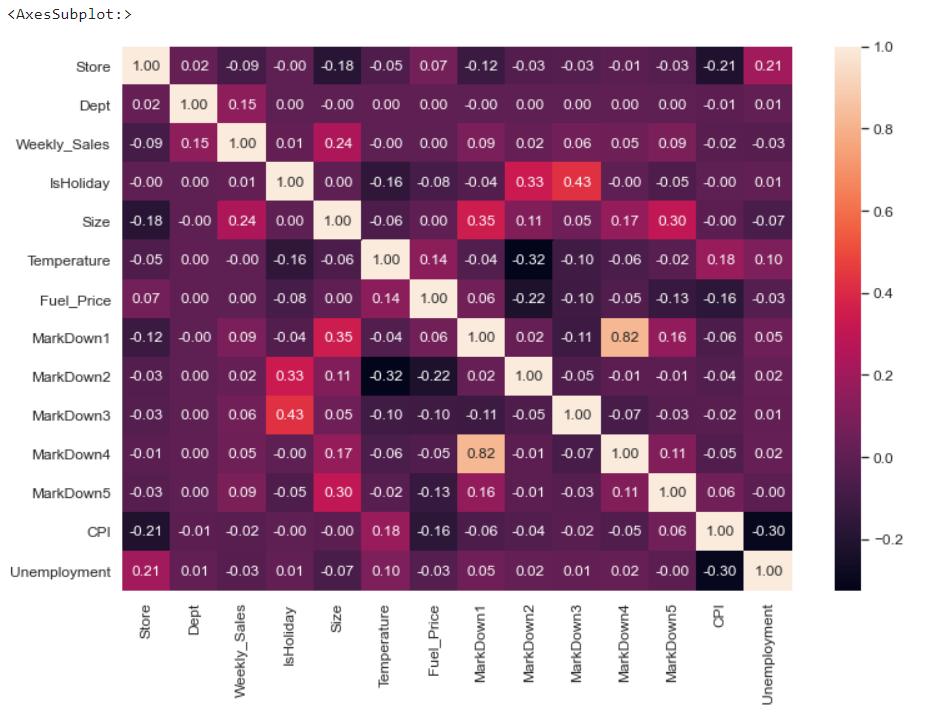 <AxesSubplot:>
Store 1.00 0.02 -0.09 -0.00 -0.18 -0.05 0.07 -0.12 -0.03 -0.03 -0.01 -0.03 -0.21 0.21
Dept 0.02 1.00 0.15 0.00 -0.00 0.00 0.00 -0.00 0.00 0.00 0.00 0.00 -0.01 0.01
Weekly_Sales -0.09 0.15 1.00 0.01 0.24 -0.00 0.00 0.09 0.02 0.06 0.05 0.09 -0.02 -0.03
IsHoliday -0.00 0.00 0.01 1.00 0.00 -0.16 -0.08 -0.04 0.33 0.43 -0.00 -0.05 -0.00 0.01
Size -0.18 -0.00 0.24 0.00 1.00 -0.06 0.00 0.35 0.11 0.05 0.17 0.30 -0.00 -0.07
Temperature -0.05 0.00 -0.00 -0.16 -0.06 1.00 0.14 -0.04 -0.32 -0.10 -0.06 -0.02 0.18 0.10
Fuel_Price 0.07 0.00 0.00 -0.08 0.00 0.14 1.00 0.06 -0.22 -0.10 -0.05 -0.13 -0.16 -0.03
MarkDown1 -0.12 -0.00 0.09 -0.04 0.35 -0.04 0.06 1.00 0.02 -0.11 0.82 0.16 -0.06 0.05
MarkDown2 -0.03 0.00 0.02 0.33 0.11 -0.32 -0.22 0.02 1.00 -0.05 -0.01 -0.01 -0.04 0.02
MarkDown3 -0.03 0.00 0.06 0.43 0.05 -0.10 -0.10 -0.11 -0.05 1.00 -0.07 -0.03 -0.02 0.01
MarkDown4 -0.01 0.00 0.05 -0.00 0.17 -0.06 -0.05 0.82 -0.01 -0.07 1.00 0.11 -0.05 0.02
MarkDown5 -0.03 0.00 0.09 -0.05 0.30 -0.02 -0.13 0.16 -0.01 -0.03 0.11 1.00 0.06 -0.00
CPI -0.21 -0.01 -0.02 -0.00 -0.00 0.18 -0.16 -0.06 -0.04 -0.02 -0.05 0.06 1.00 -0.30
Unemployment 0.21 0.01 -0.03 0.01 -0.07 0.10 -0.03 0.05 0.02 0.01 0.02 -0.00 -0.30 1.00
Store
Dept
Weekly_Sales
IsHoliday
Size
Temperature
Fuel_Price
MarkDown1
MarkDown2
MarkDown3
MarkDown4
MarkDown5
CPI
Unemployment
1.0
0.8
0.6
0.4
0.2
0.0
−0.2